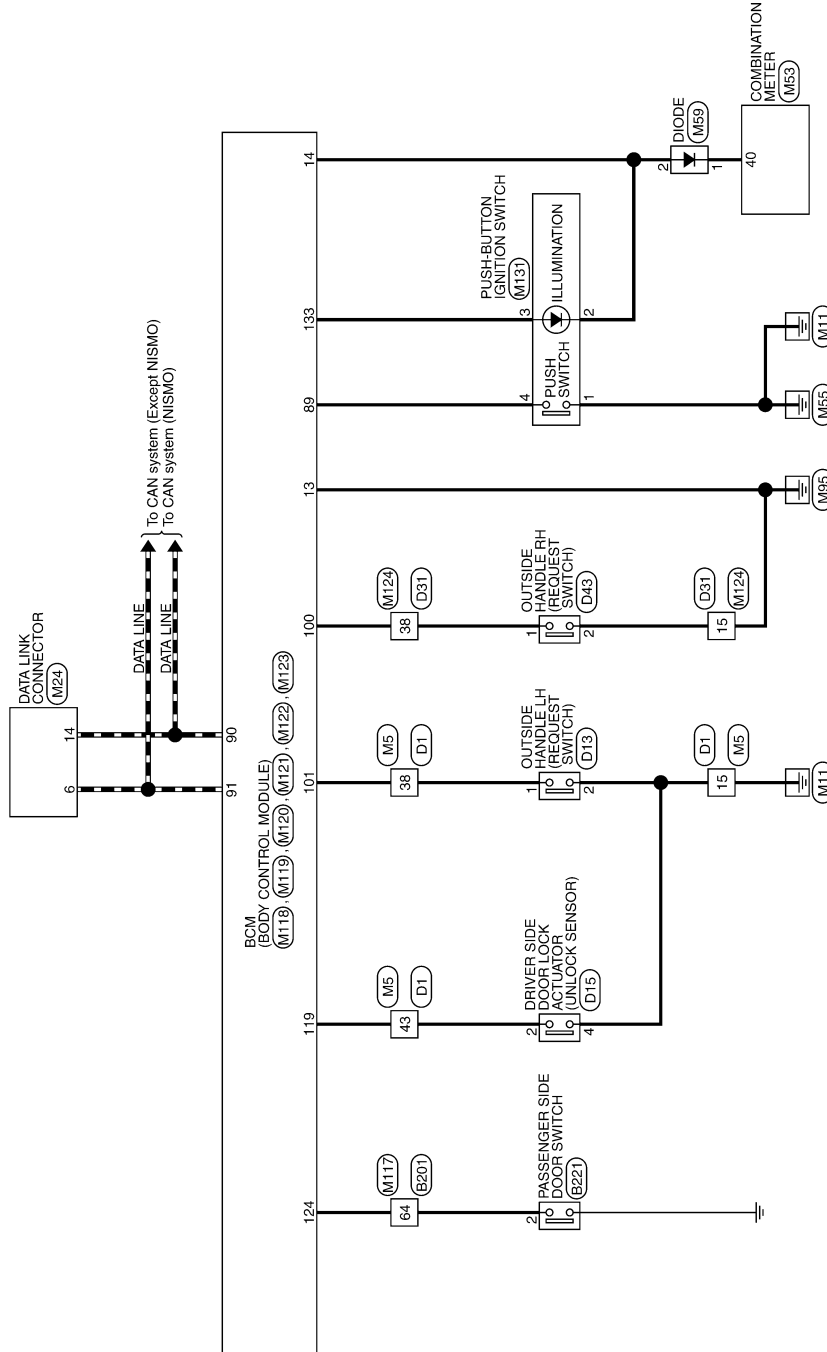 DATA LINK
CONNECTOR
M24
6
14
DATA LINE
DATA LINE
To CAN system (Except NISMO)
To CAN system (NISMO)
91
90
BCM
(BODY CONTROL MODULE)
M118 , M119 , M120 , M121 , M122 , M123
124
119
101
100
13
89
133
14
M117
64
B201
PASSENGER SIDE
DOOR SWITCH
B221
2
M5
43
D1
DRIVER SIDE
DOOR LOCK
ACTUATOR
(UNLOCK SENSOR)
D15
2
4
M5
38
D1
OUTSIDE
HANDLE LH
(REQUEST
SWITCH)
D13
1
2
D1
15
M5
M11
M124
38
D31
OUTSIDE
HANDLE RH
(REQUEST
SWITCH)
D43
1
2
D31
15
M124
M95
PUSH-BUTTON
IGNITION SWITCH
M131
4
3
PUSH
SWITCH
ILLUMINATION
1
2
M55
M11
DIODE
M59
2
1
COMBINATION
METER
M53
40